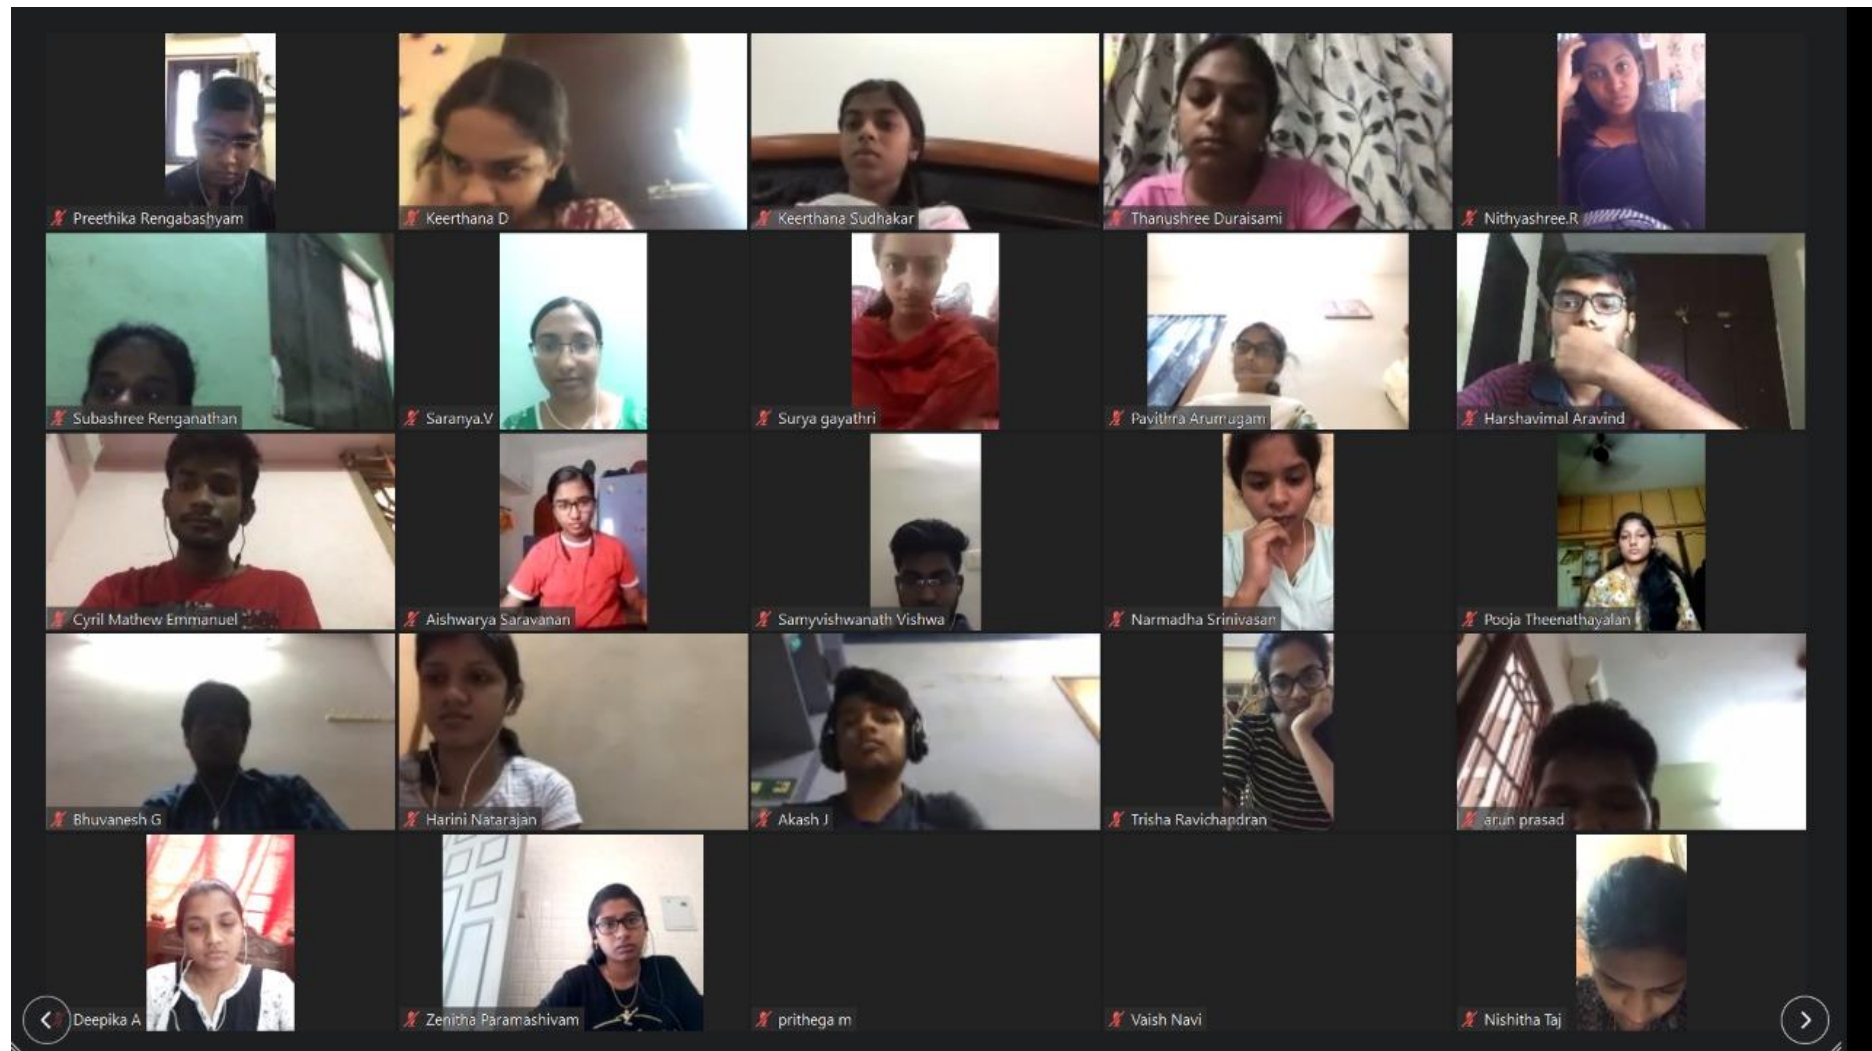 Preethika Rengabashyam
Keerthana D
Keerthana Sudhakar
Thanushree Duraisami
Nithyashree.R
Subashree Renganathan
Saranya.V
Surya gayathri
Pavithra Arumugam
Harshavimal Aravind
Cyril Mathew Emmanuel
Aishwarya Saravanan
Samyvishwanath Vishwa
Narmadha Srinivasan
Pooja Theenathayalan
Bhuvanesh G
Harini Natarajan
Akash J
Trisha Ravichandran
arun prasad
Deepika A
Zenitha Paramashivam
prithega m
Vaish Navi
Nishitha Taj